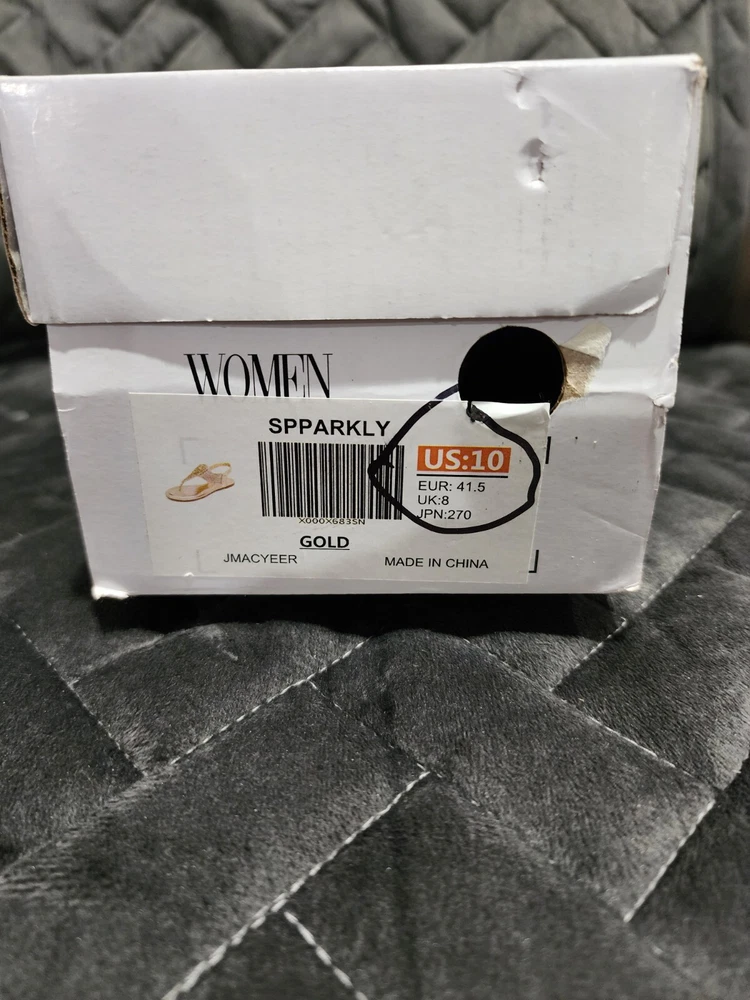 WOMEN
SPPARKLY
US:10
EUR: 41.5
UK:8
JPN:270
X000X683SN
GOLD
JMACYEER
MADE IN CHINA